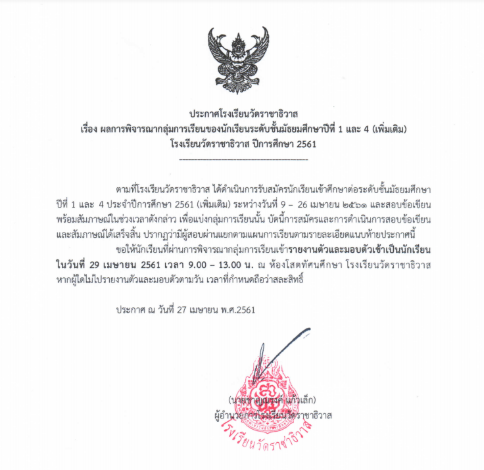 ประกาศโรงเรียนวัดราชาธิวาส
เรื่อง ผลการพิจารณากลุ่มการเรียนของนักเรียนระดับชั้นมัธยมศึกษาปีที่ 1 และ 4 (เพิ่มเติม)
โรงเรียนวัดราชาธิวาส ปีการศึกษา 2561
ตามที่โรงเรียนวัดราชาธิวาส ได้ดำเนินการรับสมัครนักเรียนเข้าศึกษาต่อระดับชั้นมัธยมศึกษา
ปีที่ 1 และ 4 ประจำปีการศึกษา 2561 (เพิ่มเติม) ระหว่างวันที่ 9 – 26 เมษายน ๒๕๖๑ และสอบข้อเขียน
พร้อมสัมภาษณ์ในช่วงเวลาดังกล่าว เพื่อแบ่งกลุ่มการเรียนนั้น บัดนี้การสมัครและการดำเนินการสอบข้อเขียน
และสัมภาษณ์ได้เสร็จสิ้น ปรากฏว่ามีผู้สอบผ่านแยกตามแผนการเรียนตามรายละเอียดแนบท้ายประกาศนี้
ขอให้นักเรียนที่ผ่านการพิจารณากลุ่มการเรียนเข้ารายงานตัวและมอบตัวเข้าเป็นนักเรียน
ในวันที่ 29 เมษายน 2561 เวลา 9.00 – 13.00 น. ณ ห้องโสตทัศนศึกษา โรงเรียนวัดราชาธิวาส
หากผู้ใดไม่ไปรายงานตัวและมอบตัวตามวัน เวลาที่กำหนดถือว่าสละสิทธิ์
ประกาศ ณ วันที่ 27 เมษายน พ.ศ.2561
แก้วเล็ก)
ผู้อำนวยการโรงเรียนวัดราชาธิวาส
โรงเรียนวัดราชาธิวาส